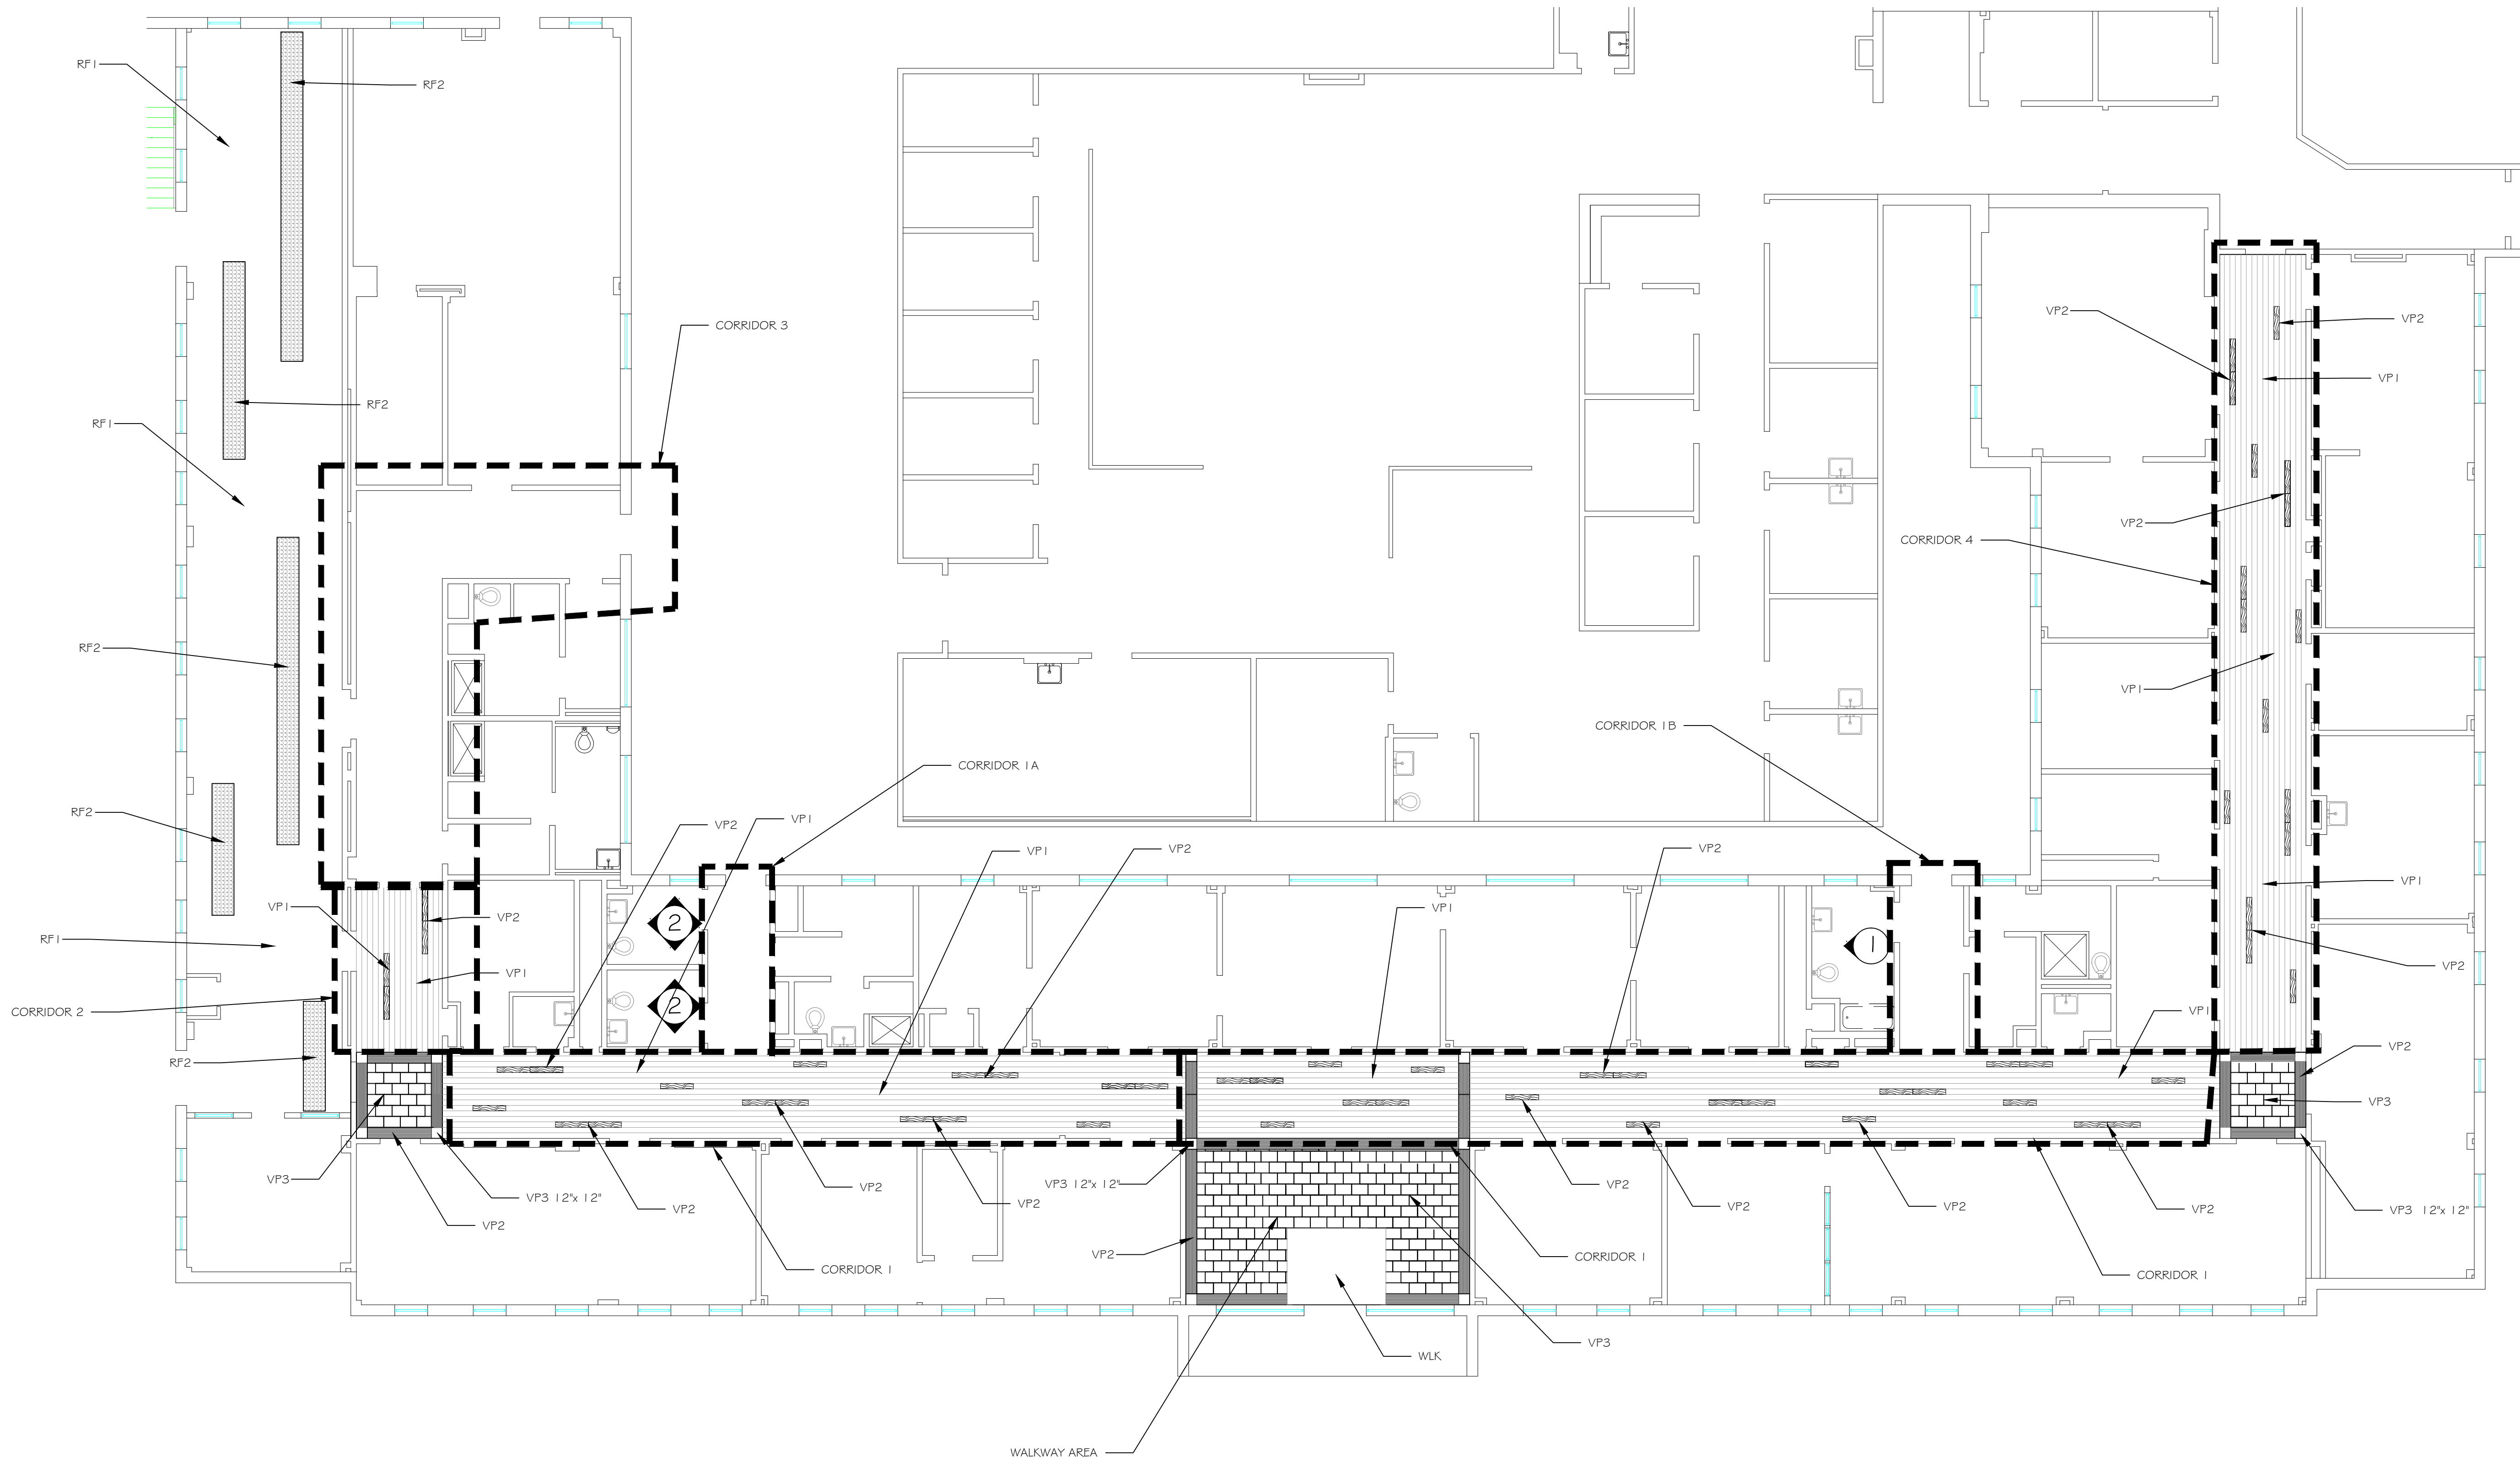 RF1
RF2
VP2
CORRIDOR 3
VP2
VP1
RF2
RF1
VP2
CORRIDOR 4
RF2
VP1
CORRIDOR 1B
CORRIDOR 1A
RF2
VP2
VP1
VP1
VP2
VP2
VP1
VP1
VP1
VP2
2
RF1
1
VP2
VP1
2
CORRIDOR 2
VP1
VP2
RF2
VP3
VP3
VP3 12"x 12"
VP2
VP2
VP3 12"x 12"
VP2
VP2
VP2
VP2
VP2
VP2
VP3 12"x 12"
VP2
CORRIDOR 1
VP2
CORRIDOR 1
CORRIDOR 1
VP3
WLK
WALKWAY AREA